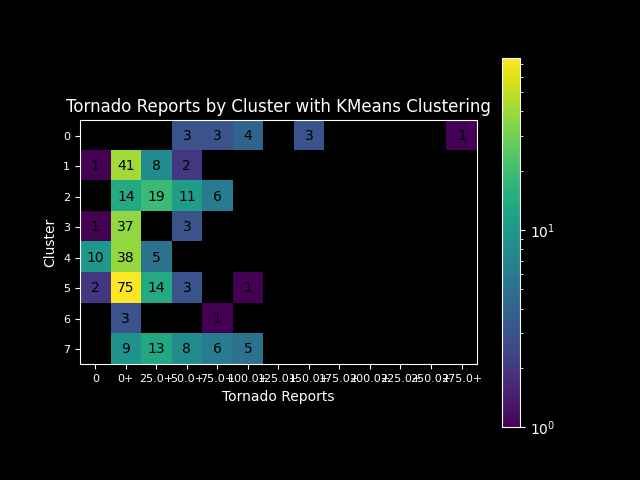 Tornado Reports by Cluster with KMeans Clustering
0 3 3 4 3 1
1 1 41 8 2
2 14 19 11 6
3 1 37 3
4 10 38 5
5 2 75 14 3 1
6 3 1
7 9 13 8 6 5
Cluster
0 0+ 25.0+ 50.0+ 75.0+ 100.0+ 125.0+ 150.0+ 175.0+ 200.0+ 225.0+ 250.0+ 275.0+
Tornado Reports
10¹
10⁰